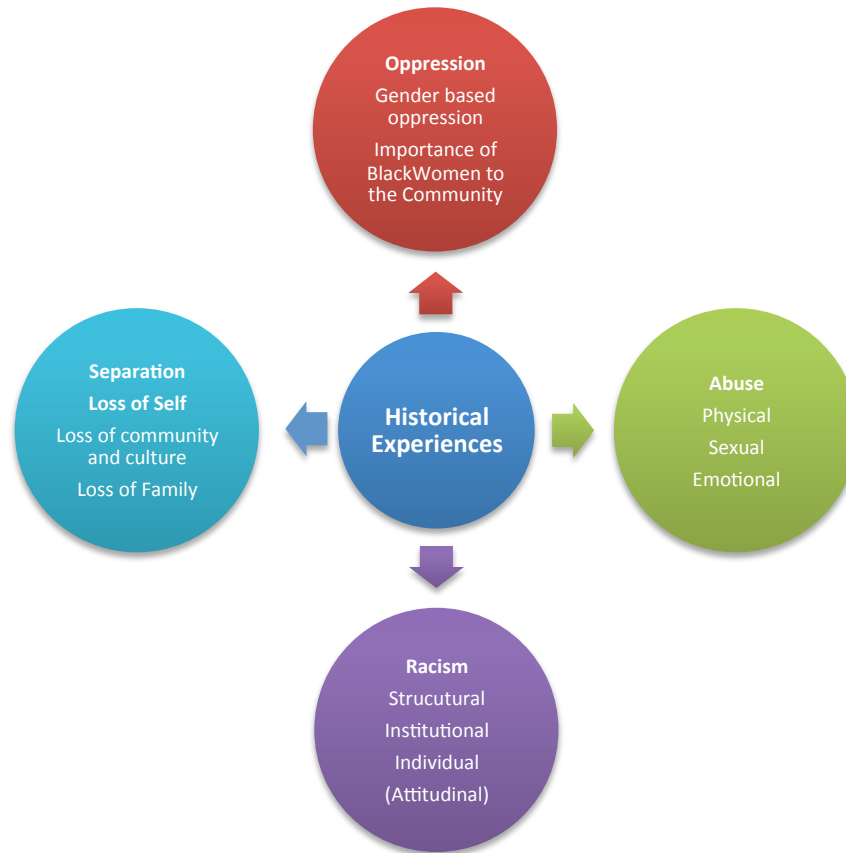 Oppression
Gender based
oppression
Importance of
BlackWomen to
the Community
Separation
Loss of Self
Loss of community
and culture
Loss of Family
Historical
Experiences
Abuse
Physical
Sexual
Emotional
Racism
Strucutural
Institutional
Individual
(Attitudinal)